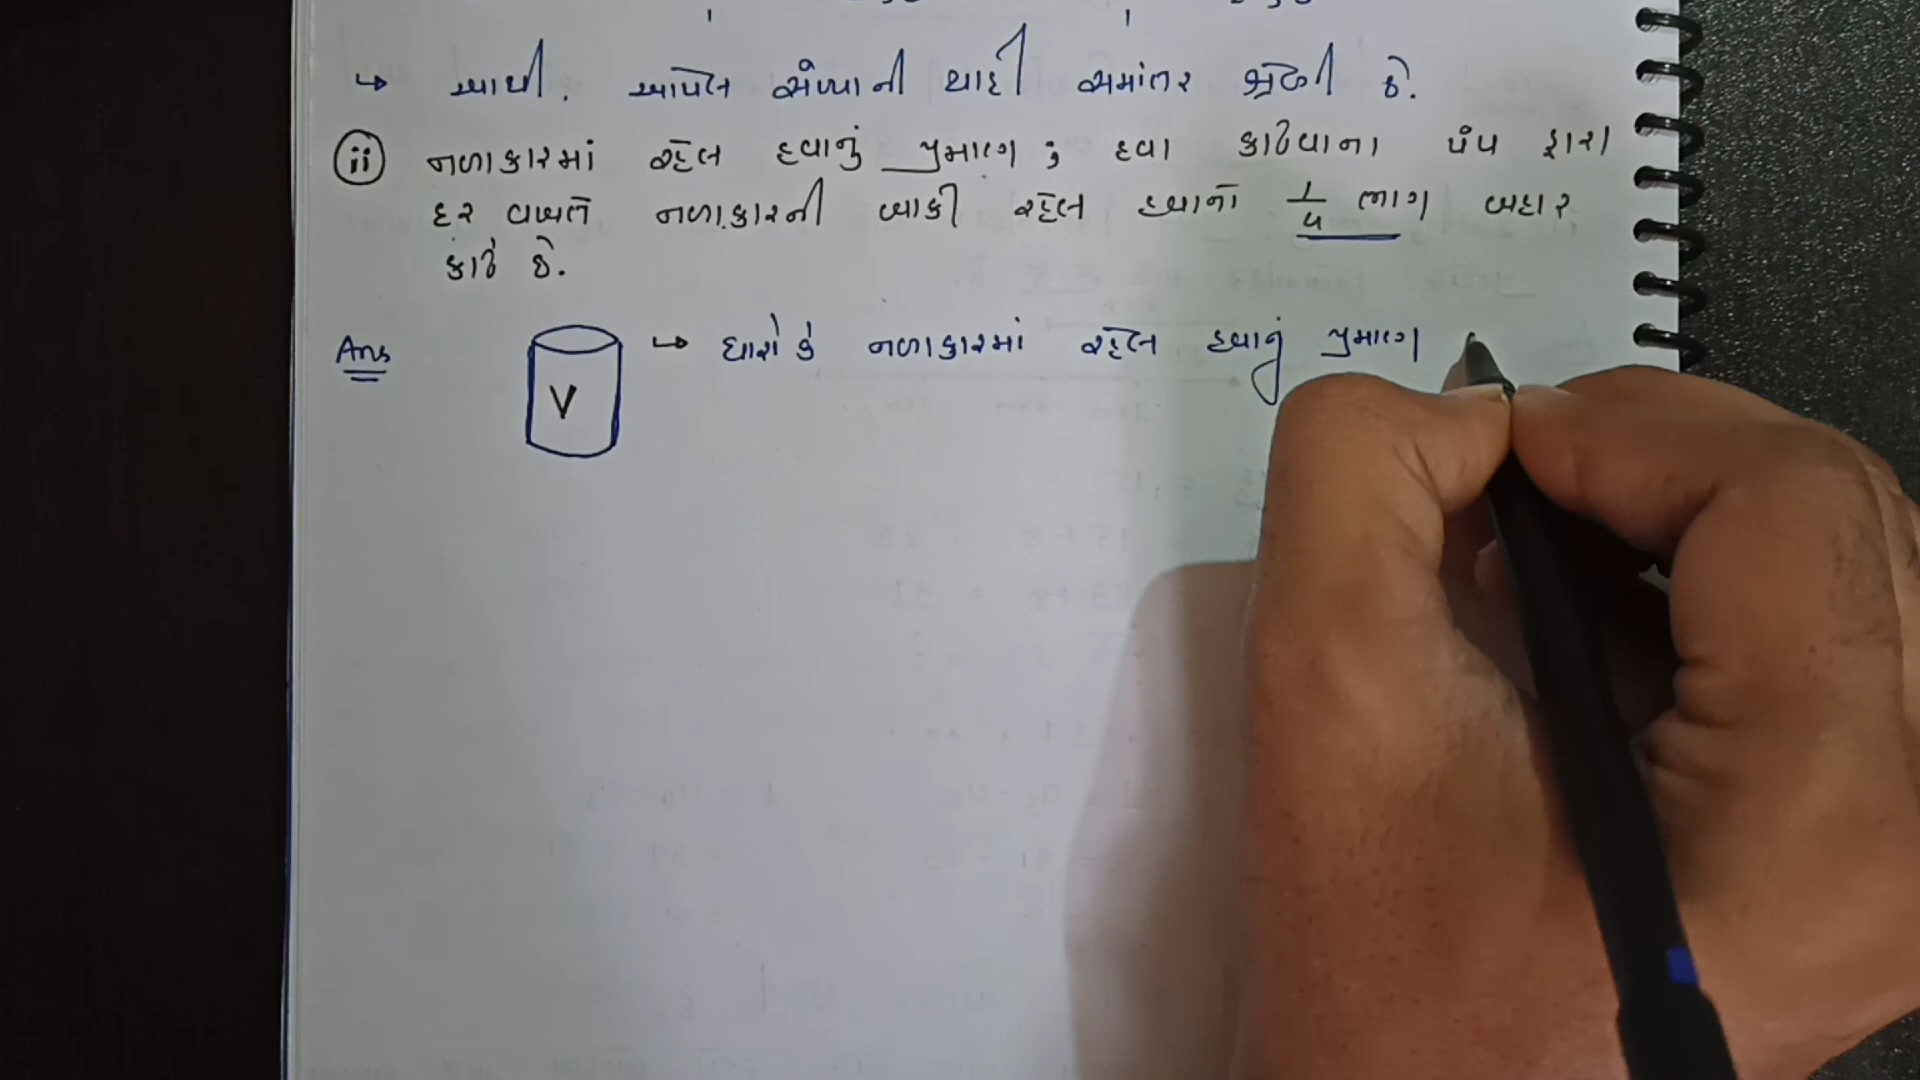 ↳ આથી. આપેલ સંખ્યાની યાદી સમાંતર શ્રેઢી છે.
(ii) નળાકારમાં રહેલ હવાનું પ્રમાણ ; હવા કાઢવાના પંપ દ્વારા
દર વખતે નળાકારની બાકી રહેલ હવાનો 1/4 ભાગ બહાર
કાઢે છે.
Ans ↳ ધારો કે નળાકારમાં રહેલ હવાનું પ્રમાણ
V